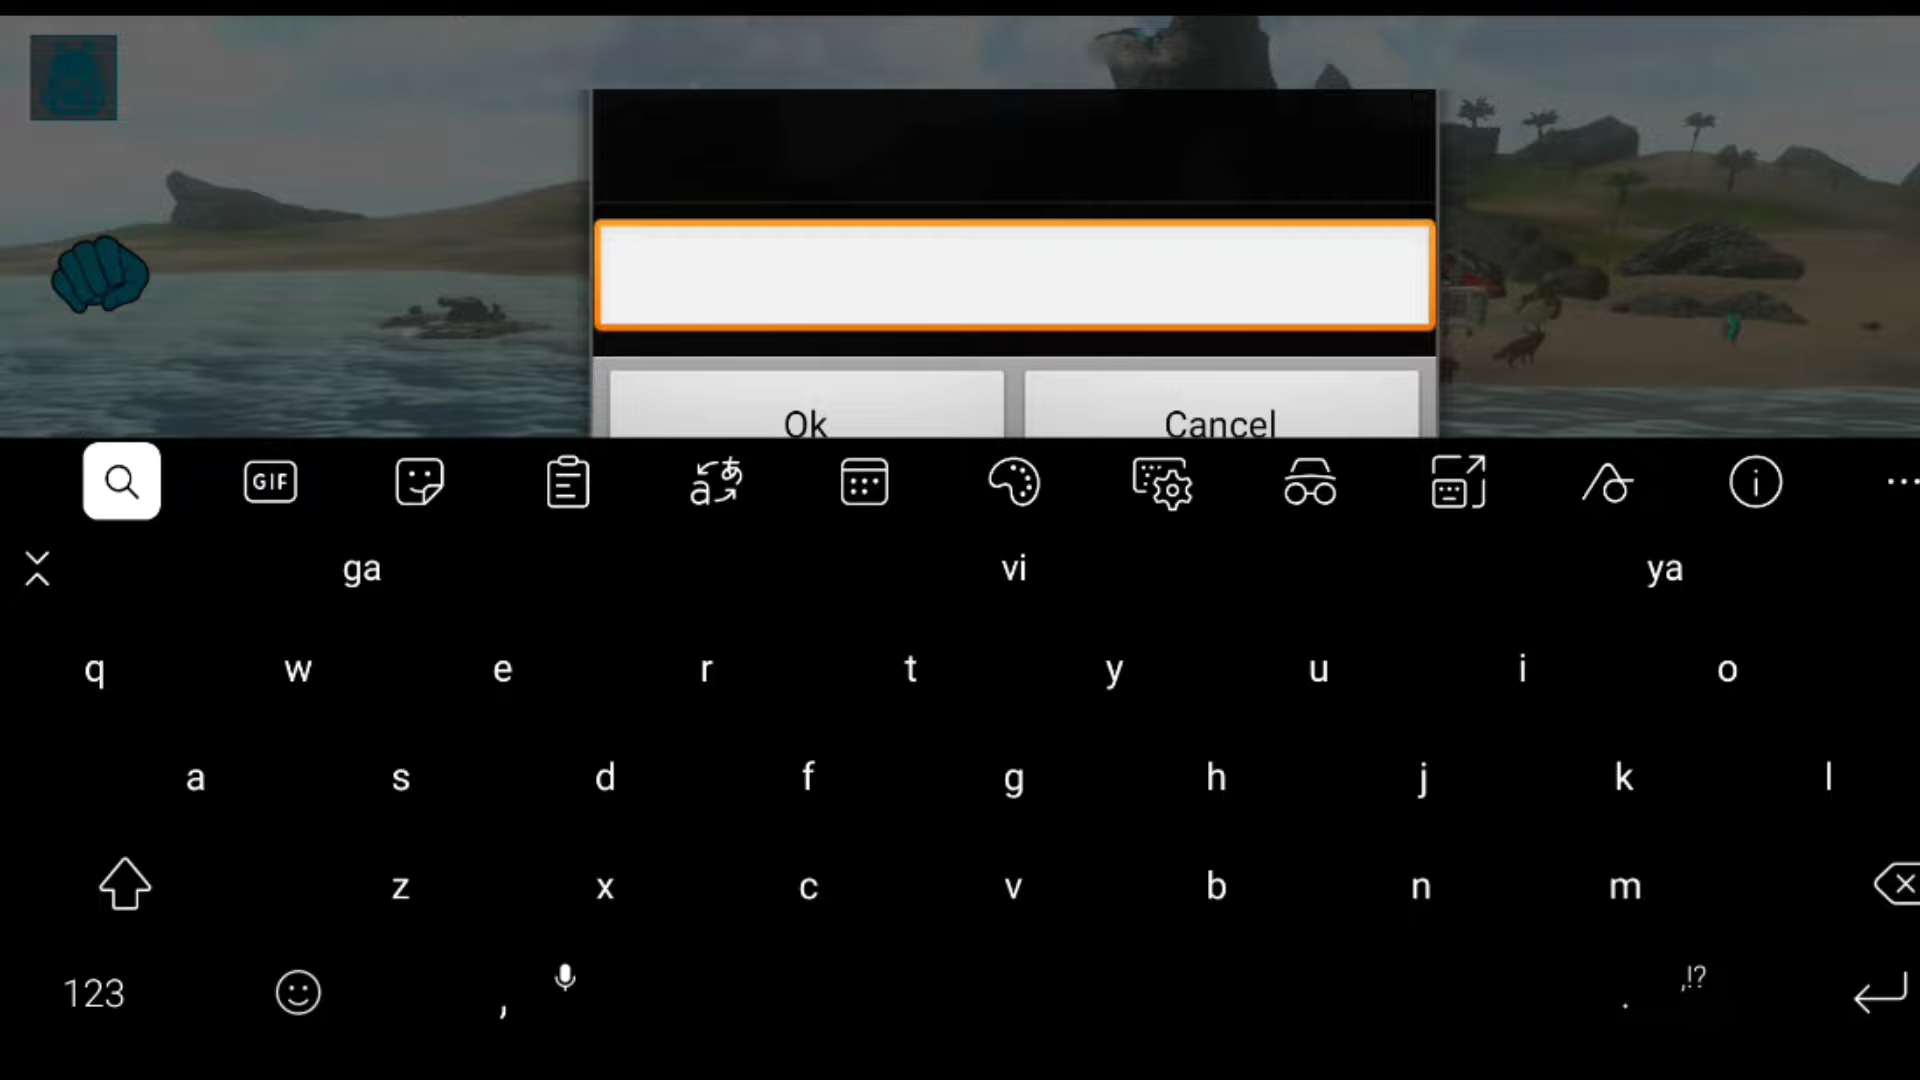 Ok Cancel
GIF
ga vi ya
q w e r t y u i o
a s d f g h j k l
z x c v b n m
123 , . ,!?